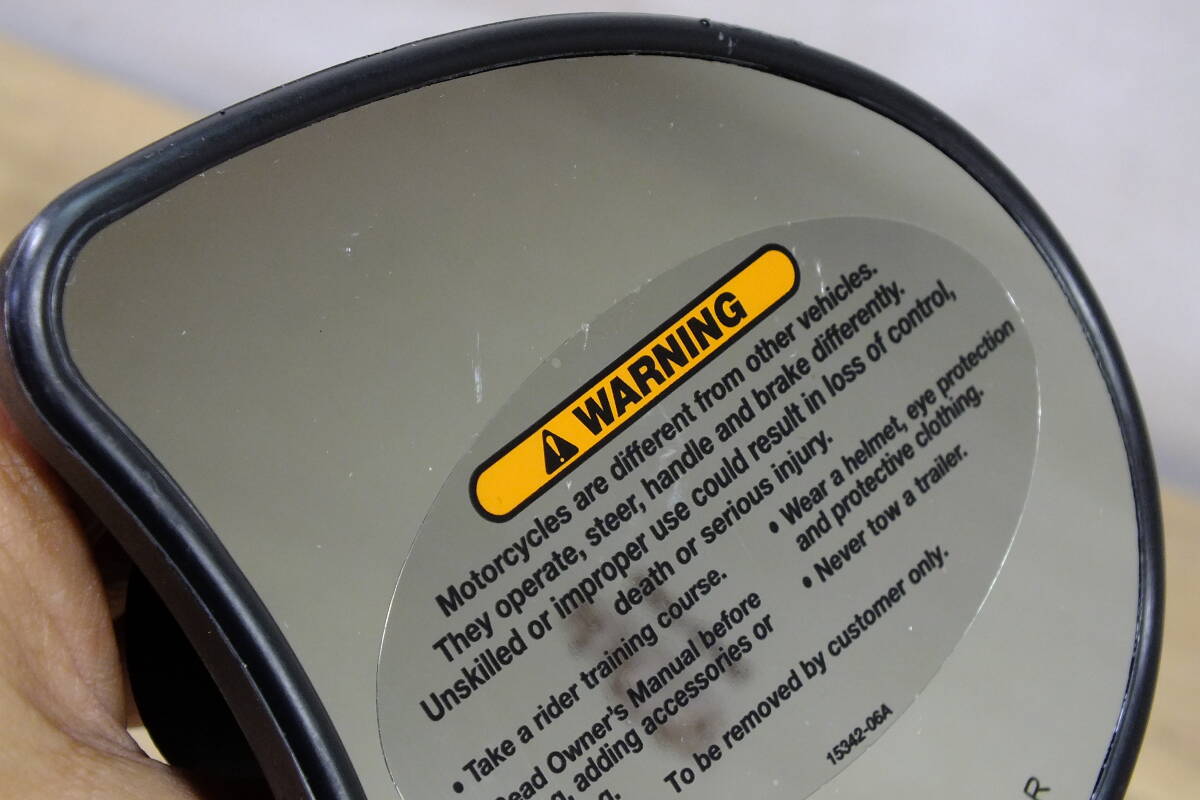 WARNING
Motorcycles are different from other vehicles.
They operate, steer, handle and brake differently.
Unskilled or improper use could result in loss of control,
death or serious injury.
• Take a rider training course.
Read Owner's Manual before
adding accessories or
• Wear a helmet, eye protection
and protective clothing.
• Never tow a trailer.
To be removed by customer only.
15342-06A
R